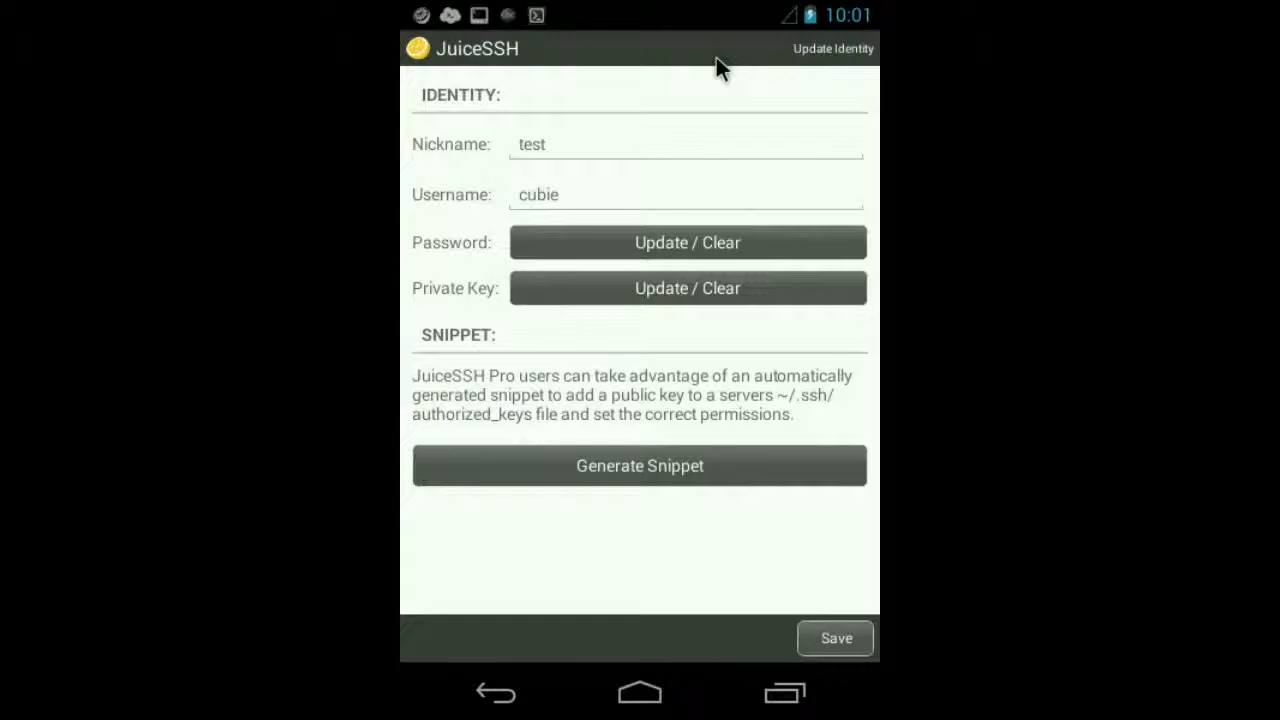 10:01
JuiceSSH
Update Identity
IDENTITY:
Nickname: test
Username: cubie
Password: Update / Clear
Private Key: Update / Clear
SNIPPET:
JuiceSSH Pro users can take advantage of an automatically
generated snippet to add a public key to a servers ~/.ssh/
authorized_keys file and set the correct permissions.
Generate Snippet
Save